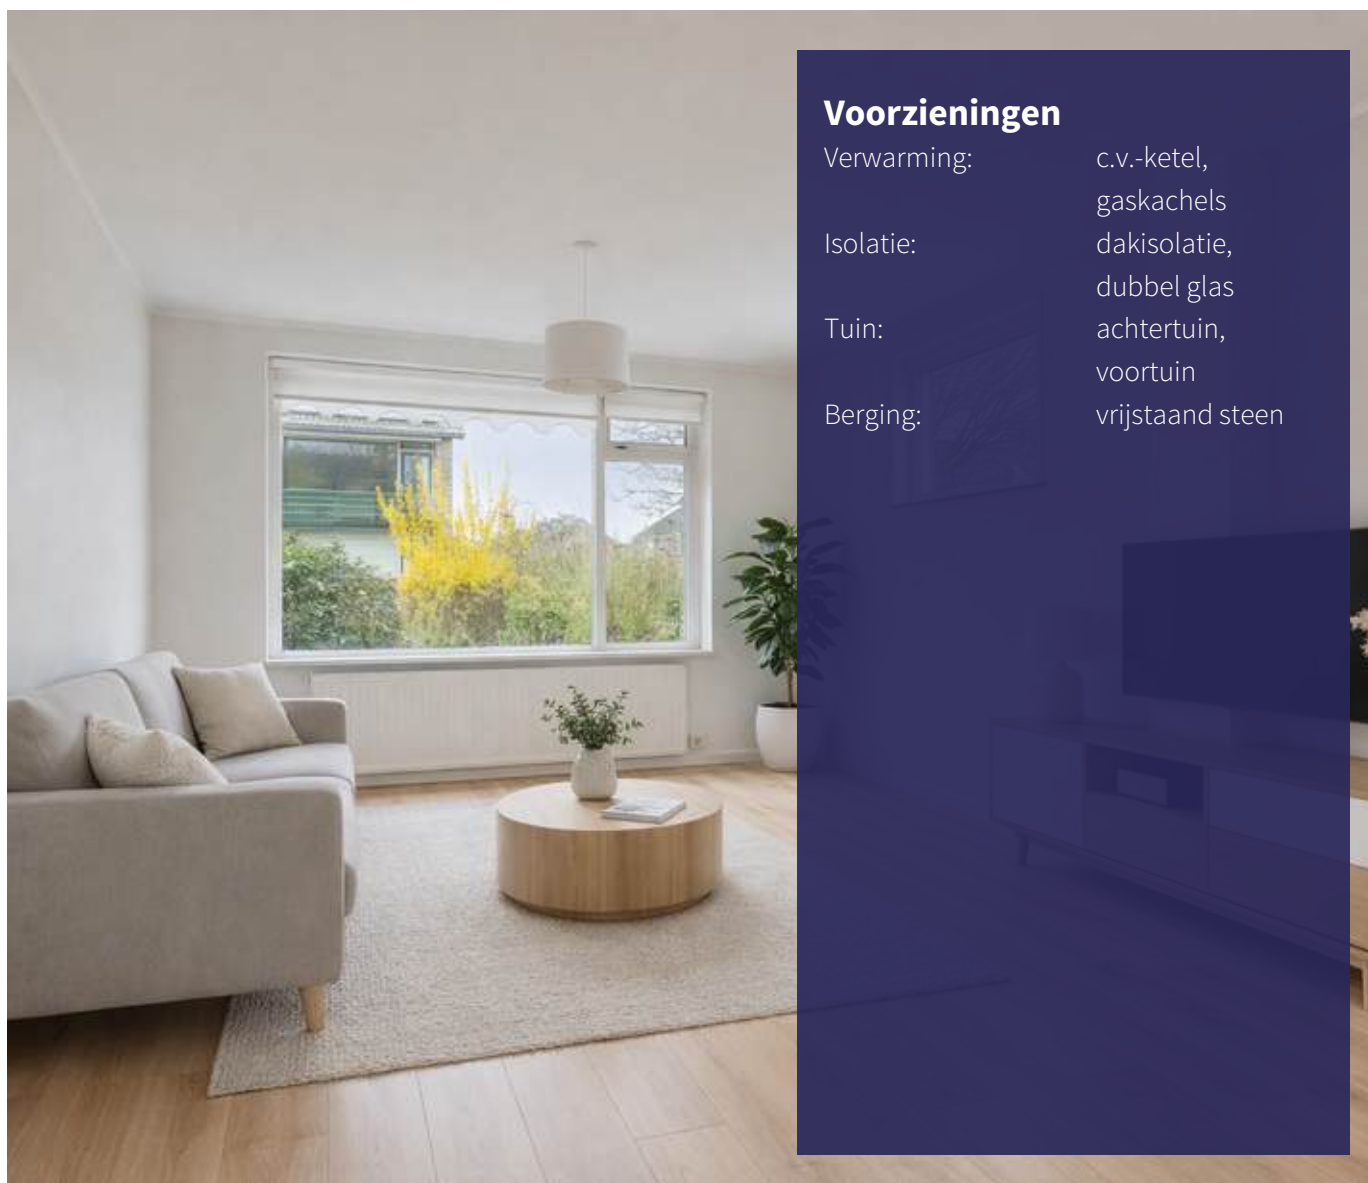 Voorzieningen
Verwarming: c.v.-ketel,
gaskachels
Isolatie: dakisolatie,
dubbel glas
Tuin: achtertuin,
voortuin
Berging: vrijstaand steen